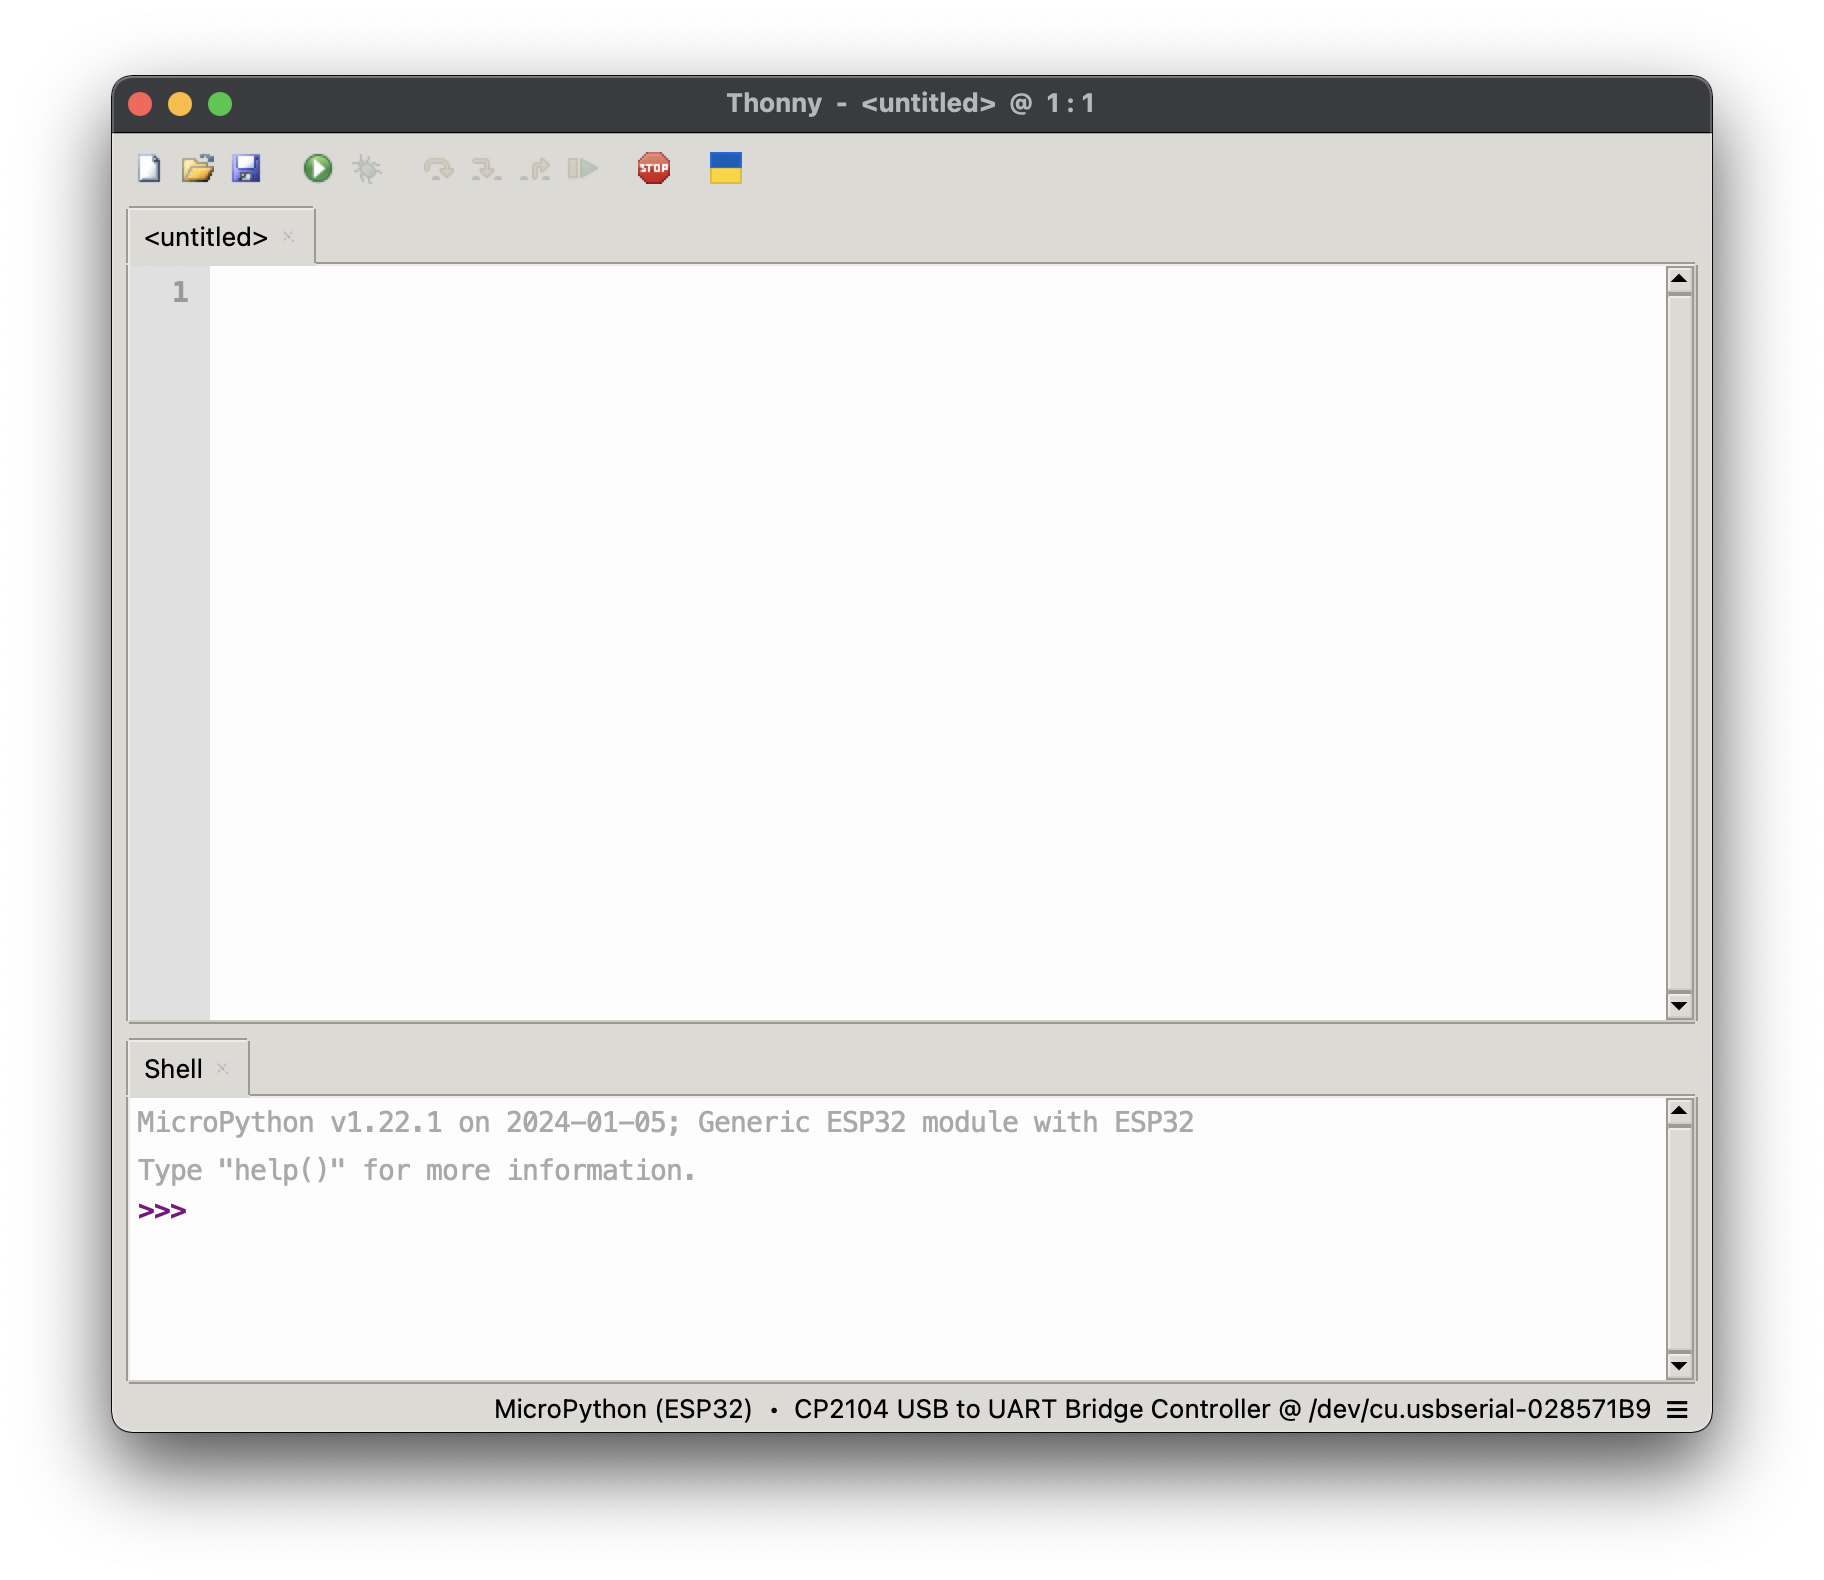 Thonny - <untitled> @ 1:1
STOP
<untitled>
1
Shell
MicroPython v1.22.1 on 2024-01-05; Generic ESP32 module with ESP32
Type "help()" for more information.
>>>
MicroPython (ESP32) • CP2104 USB to UART Bridge Controller @ /dev/cu.usbserial-028571B9 ≡